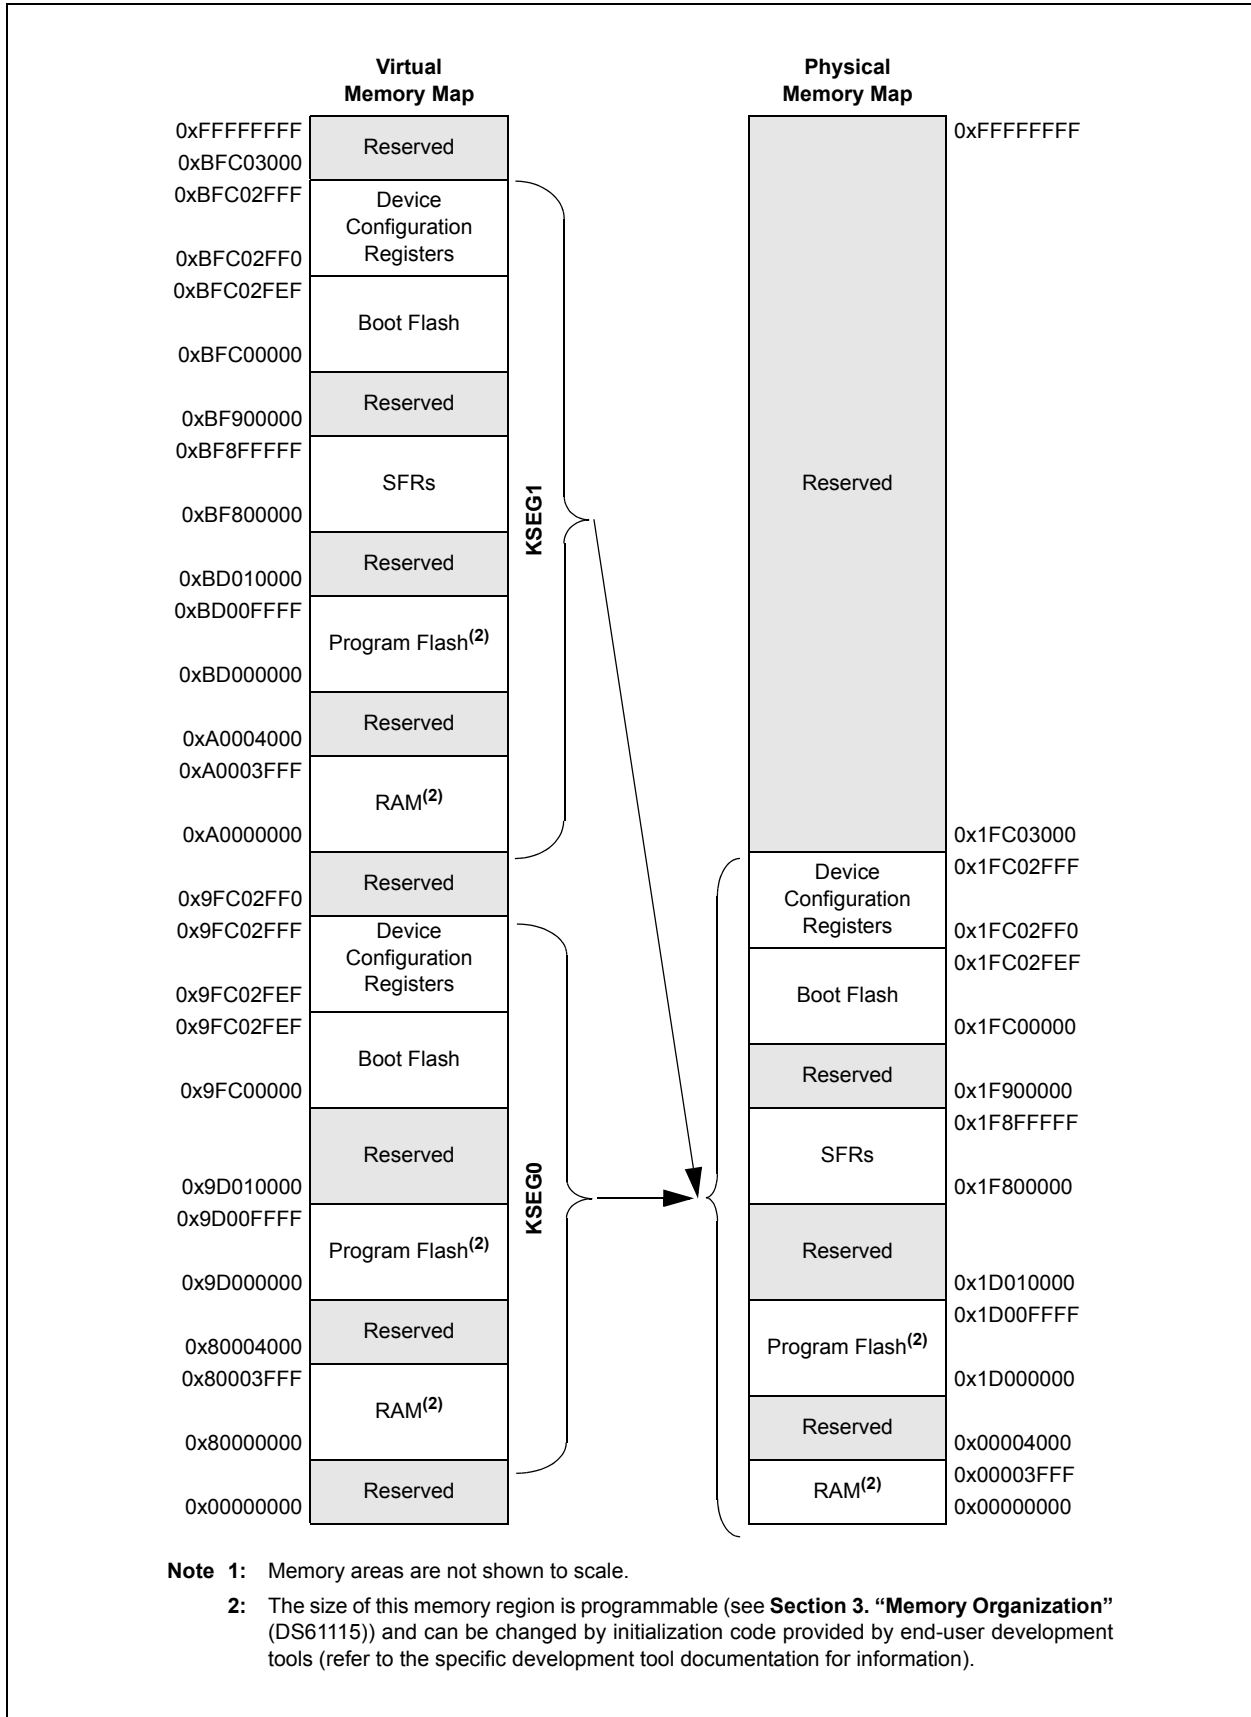 Virtual
Memory Map
0xFFFFFFFF
Reserved
0xBFC03000
0xBFC02FFF
Device
Configuration
Registers
0xBFC02FF0
0xBFC02FEF
Boot Flash
0xBFC00000
Reserved
0xBF900000
0xBF8FFFFF
SFRs
0xBF800000
Reserved
0xBD010000
0xBD00FFFF
Program Flash(2)
0xBD000000
Reserved
0xA0004000
0xA0003FFF
RAM(2)
0xA0000000
KSEG1
Reserved
0x9FC02FF0
0x9FC02FFF
Device
Configuration
Registers
0x9FC02FEF
0x9FC02FEF
Boot Flash
0x9FC00000
Reserved
0x9D010000
0x9D00FFFF
Program Flash(2)
0x9D000000
Reserved
0x80004000
0x80003FFF
RAM(2)
0x80000000
KSEG0
Reserved
0x00000000
Physical
Memory Map
0xFFFFFFFF
Reserved
0x1FC03000
Device
Configuration
Registers
0x1FC02FFF
0x1FC02FF0
0x1FC02FEF
Boot Flash
0x1FC00000
Reserved
0x1F900000
0x1F8FFFFF
SFRs
0x1F800000
Reserved
0x1D010000
0x1D00FFFF
Program Flash(2)
0x1D000000
Reserved
0x00004000
0x00003FFF
RAM(2)
0x00000000
Note 1: Memory areas are not shown to scale.
2: The size of this memory region is programmable (see Section 3. “Memory Organization”
(DS61115)) and can be changed by initialization code provided by end-user development
tools (refer to the specific development tool documentation for information).